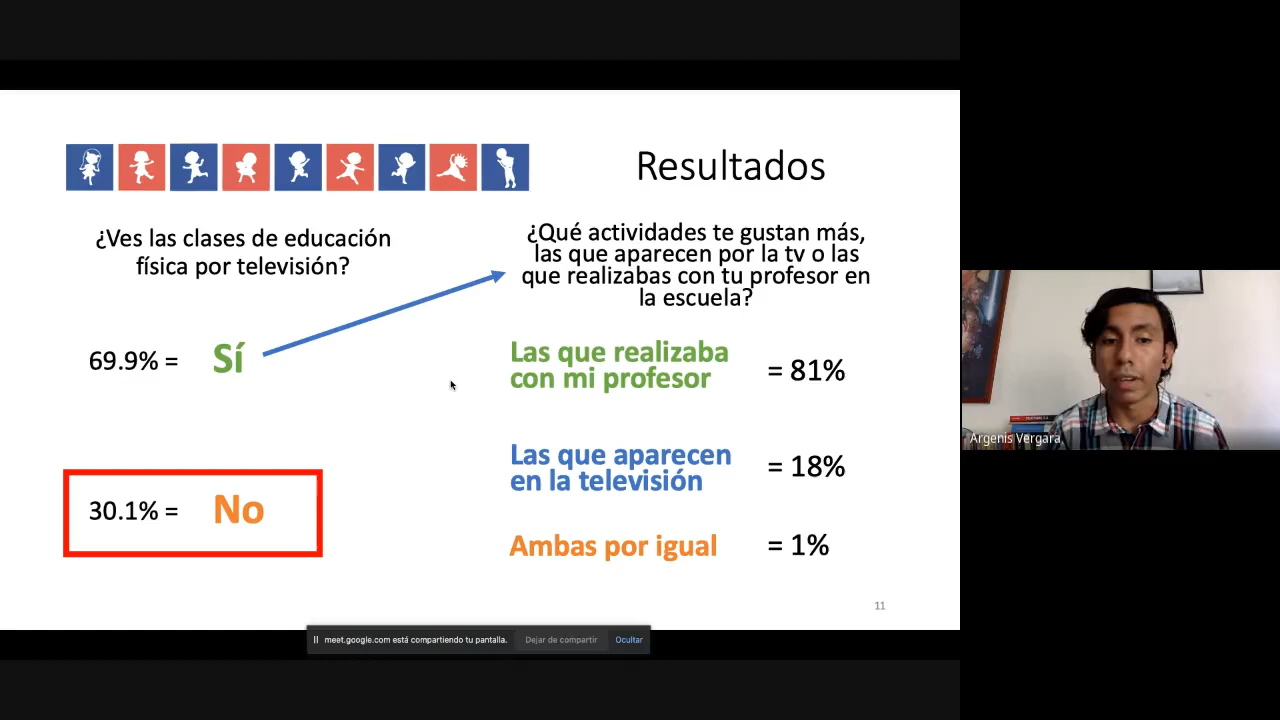 Resultados
¿Ves las clases de educación
física por televisión?
69.9% = Sí
30.1% = No
¿Qué actividades te gustan más,
las que aparecen por la tv o las
que realizabas con tu profesor en
la escuela?
Las que realizaba
con mi profesor = 81%
Las que aparecen
en la televisión = 18%
Ambas por igual = 1%
11
meet.google.com está compartiendo tu pantalla. Dejar de compartir Ocultar
Argenis Vergara